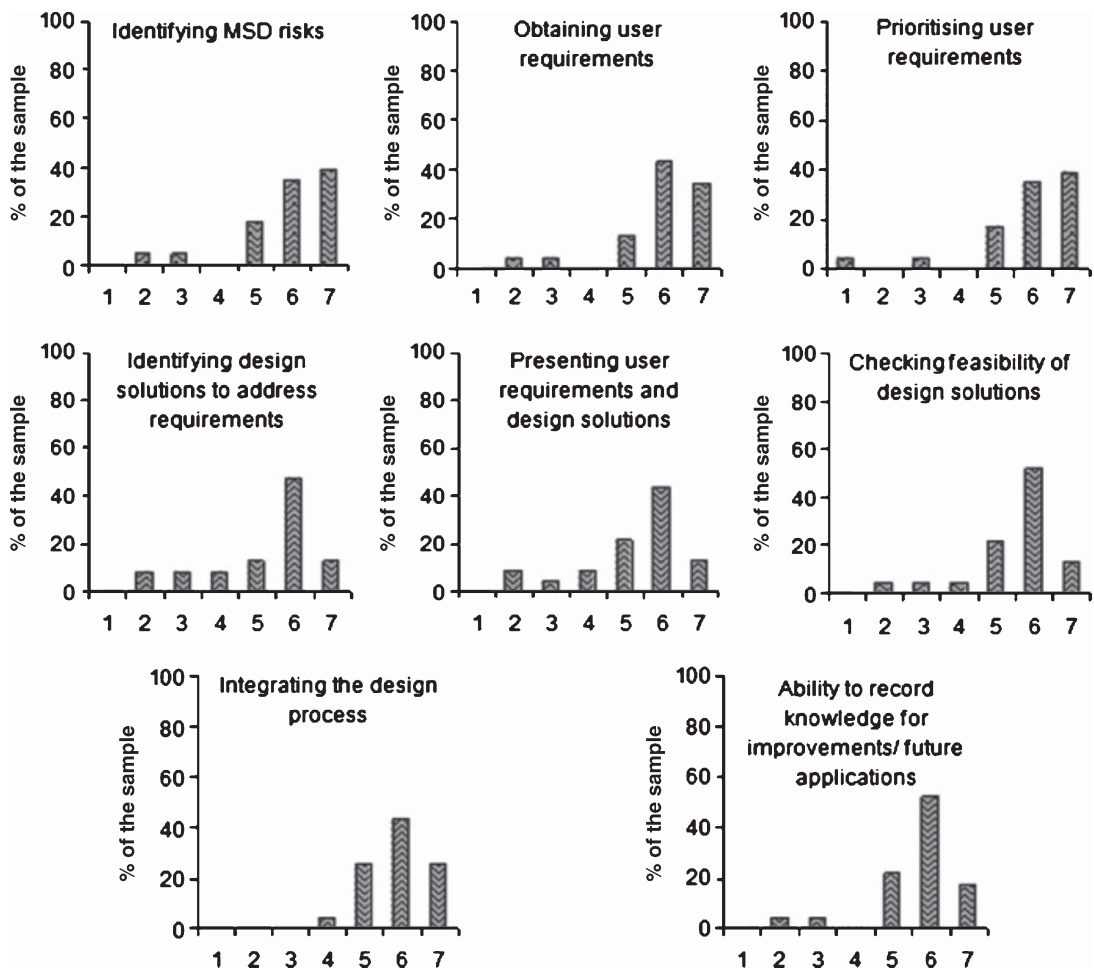 Identifying MSD risks
% of the sample
100
80
60
40
20
0
1 2 3 4 5 6 7
Obtaining user
requirements
% of the sample
100
80
60
40
20
0
1 2 3 4 5 6 7
Prioritising user
requirements
% of the sample
100
80
60
40
20
0
1 2 3 4 5 6 7
Identifying design
solutions to address
requirements
% of the sample
100
80
60
40
20
0
1 2 3 4 5 6 7
Presenting user
requirements and
design solutions
% of the sample
100
80
60
40
20
0
1 2 3 4 5 6 7
Checking feasibility of
design solutions
% of the sample
100
80
60
40
20
0
1 2 3 4 5 6 7
Integrating the design
process
% of the sample
100
80
60
40
20
0
1 2 3 4 5 6 7
Ability to record
knowledge for
improvements/ future
applications
% of the sample
100
80
60
40
20
0
1 2 3 4 5 6 7